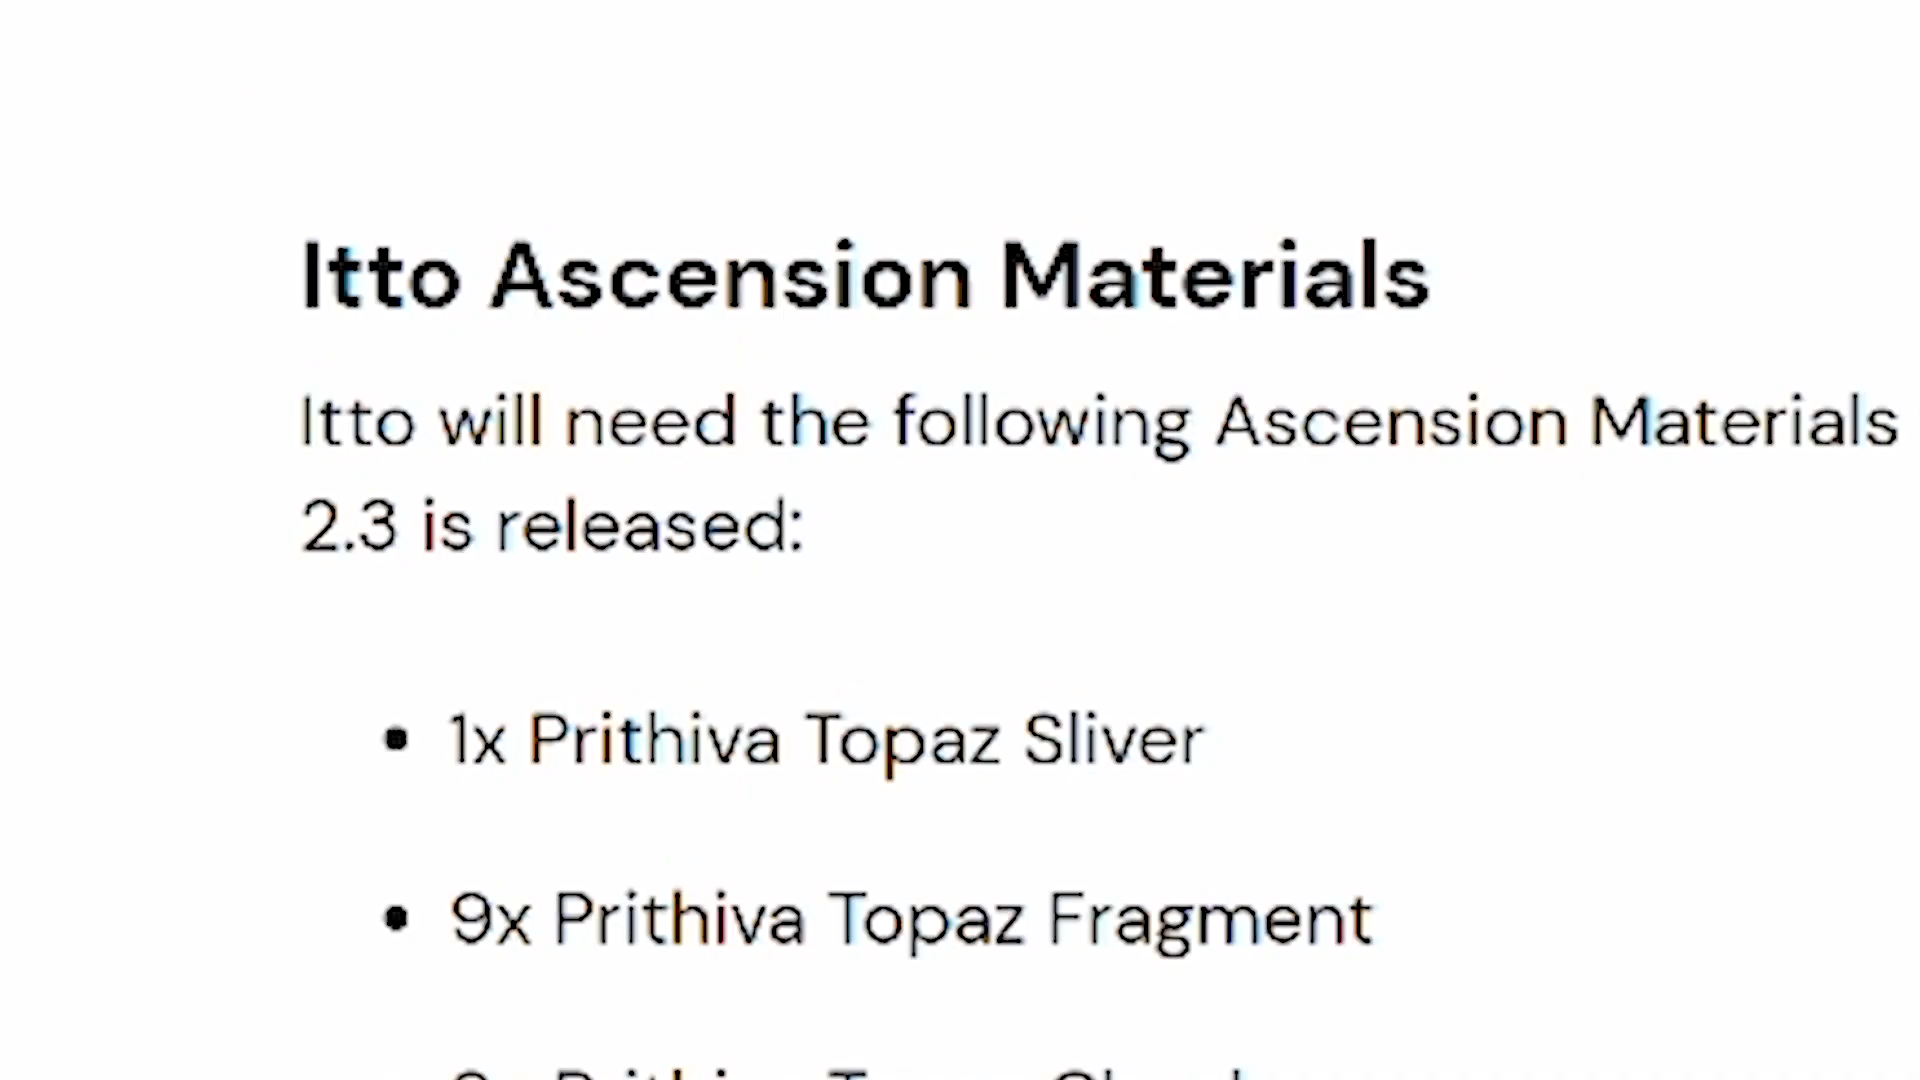 Itto Ascension Materials
Itto will need the following Ascension Materials
2.3 is released:
• 1x Prithiva Topaz Sliver
• 9x Prithiva Topaz Fragment